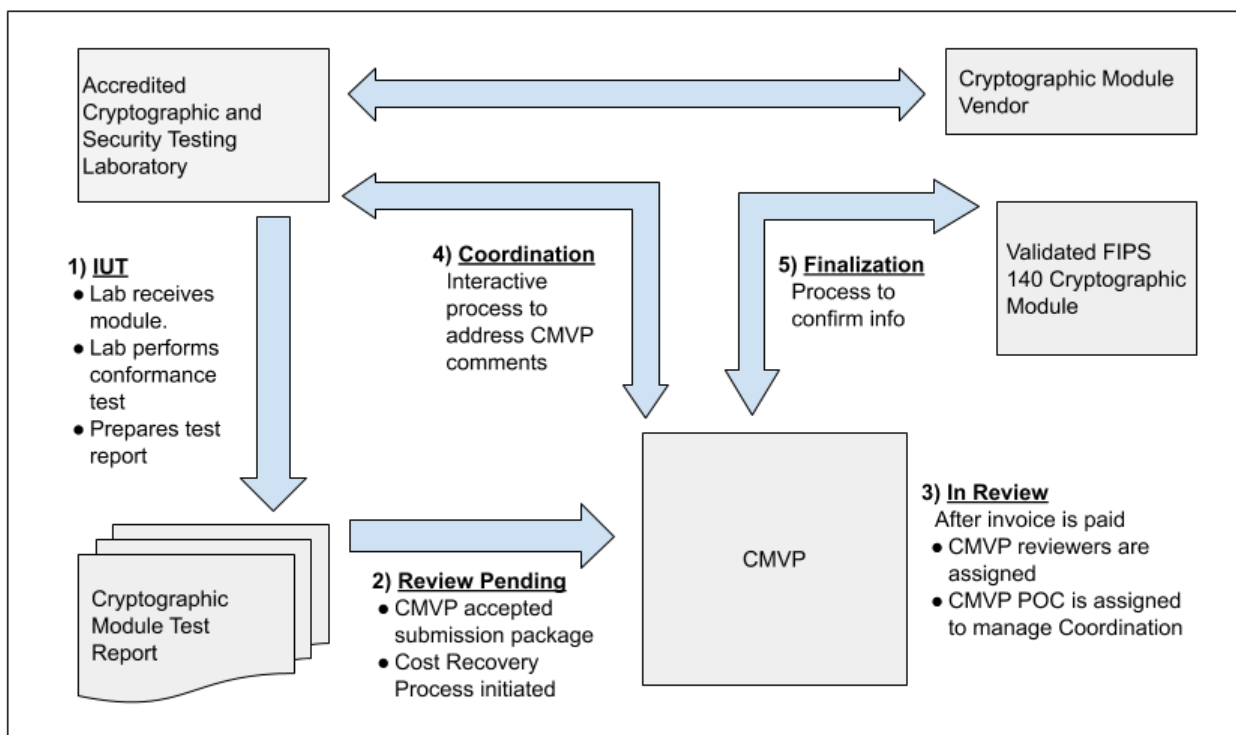 Accredited
Cryptographic and
Security Testing
Laboratory
Cryptographic Module
Vendor
1) IUT
● Lab receives
module.
● Lab performs
conformance
test
● Prepares test
report
4) Coordination
Interactive
process to
address CMVP
comments
5) Finalization
Process to
confirm info
Validated FIPS
140 Cryptographic
Module
Cryptographic
Module Test
Report
2) Review Pending
● CMVP accepted
submission package
● Cost Recovery
Process initiated
CMVP
3) In Review
After invoice is paid
● CMVP reviewers are
assigned
● CMVP POC is assigned
to manage Coordination